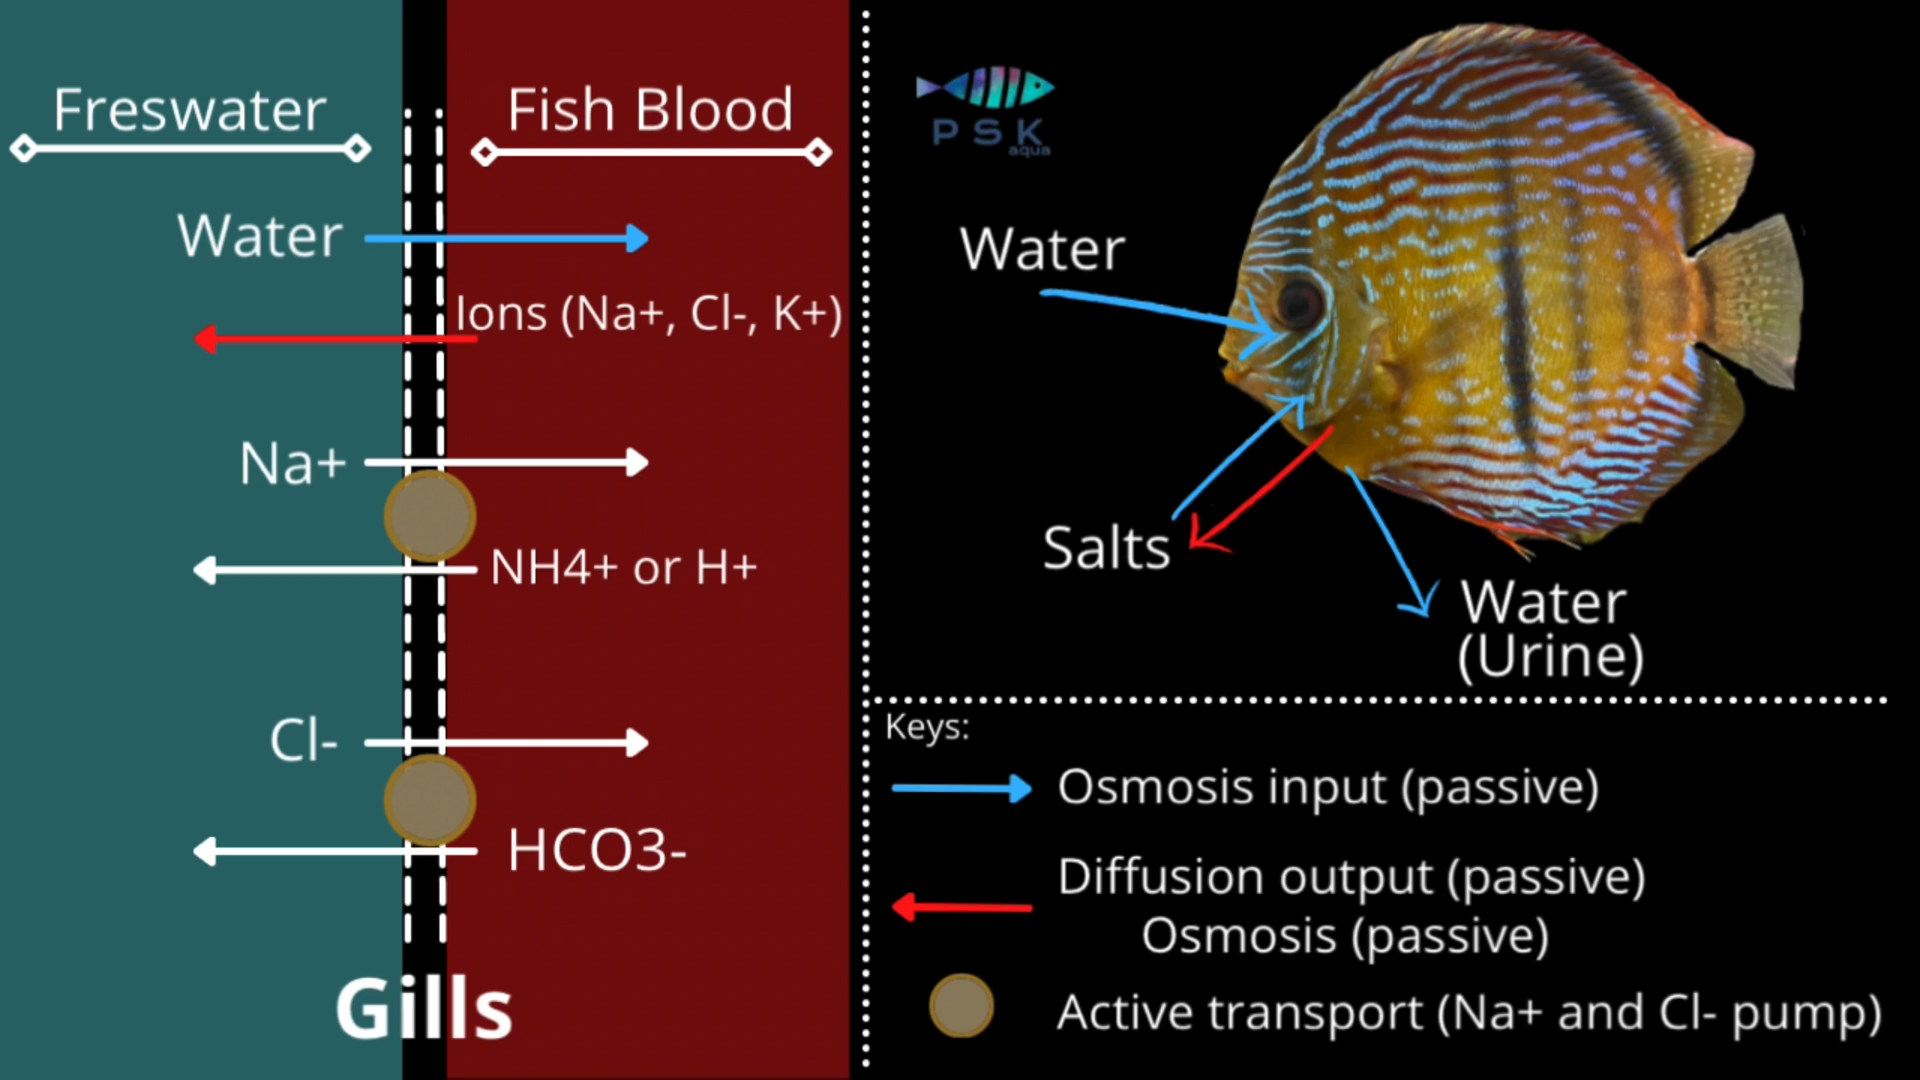 Freswater
Fish Blood
Water
Ions (Na+, Cl-, K+)
Na+
NH4+ or H+
Cl-
HCO3-
Gills
PSK
aqua
Water
Salts
Water
(Urine)
Keys:
Osmosis input (passive)
Diffusion output (passive)
Osmosis (passive)
Active transport (Na+ and Cl- pump)